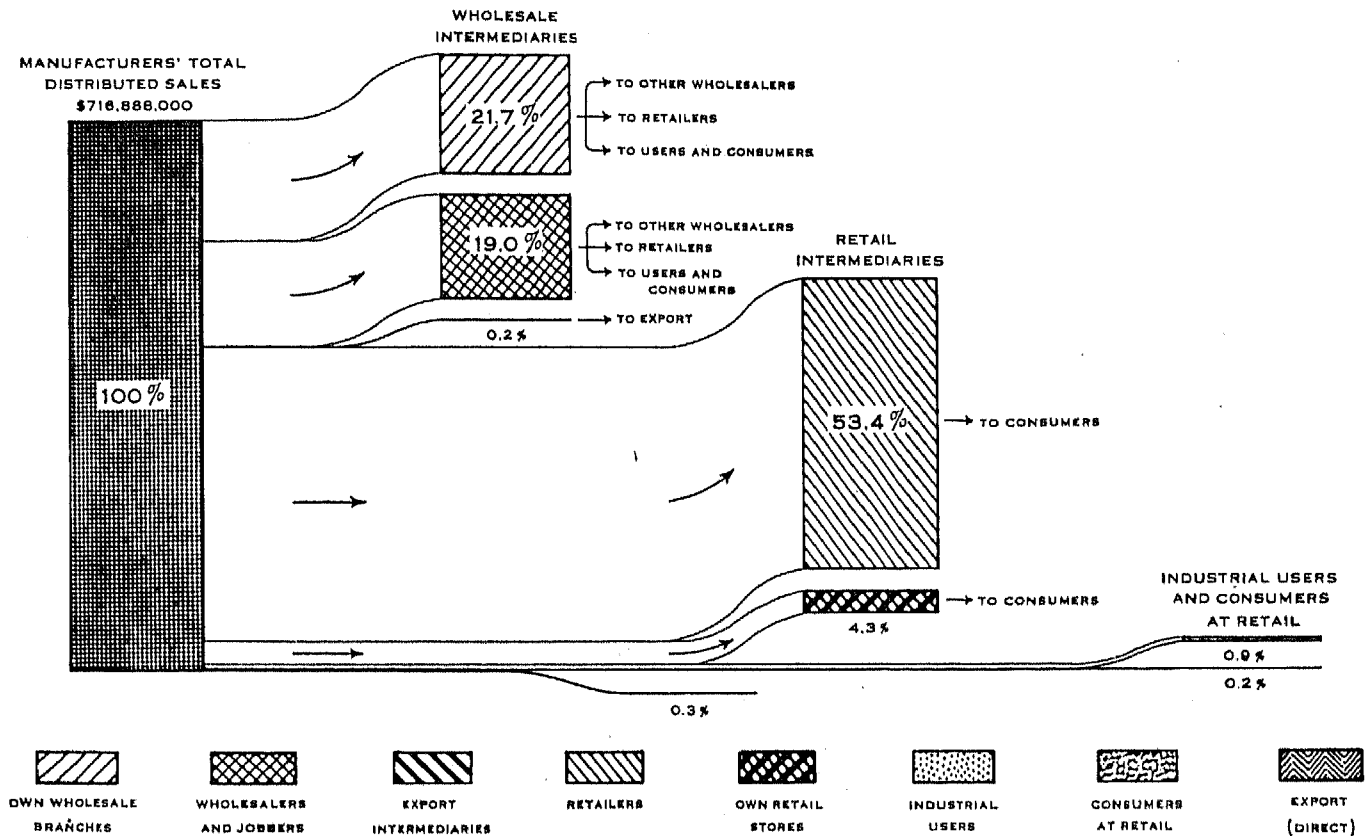 WHOLESALE
INTERMEDIARIES
MANUFACTURERS' TOTAL
DISTRIBUTED SALES
$716,888,000
21.7 %
TO OTHER WHOLESALERS
TO RETAILERS
TO USERS AND CONSUMERS
19.0 %
TO OTHER WHOLESALERS
TO RETAILERS
TO USERS AND
CONSUMERS
TO EXPORT
0.2 %
RETAIL
INTERMEDIARIES
100 %
53.4 %
TO CONSUMERS
TO CONSUMERS
4.3 %
INDUSTRIAL USERS
AND CONSUMERS
AT RETAIL
0.9 %
0.2 %
0.3 %
OWN WHOLESALE
BRANCHES
WHOLESALERS
AND JOBBERS
EXPORT
INTERMEDIARIES
RETAILERS
OWN RETAIL
STORES
INDUSTRIAL
USERS
CONSUMERS
AT RETAIL
EXPORT
(DIRECT)